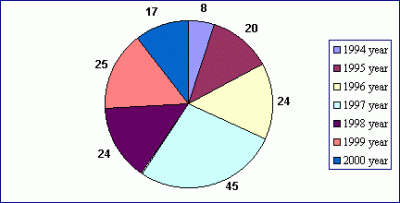 8
20
24
45
24
25
17
1994 year
1995 year
1996 year
1997 year
1998 year
1999 year
2000 year